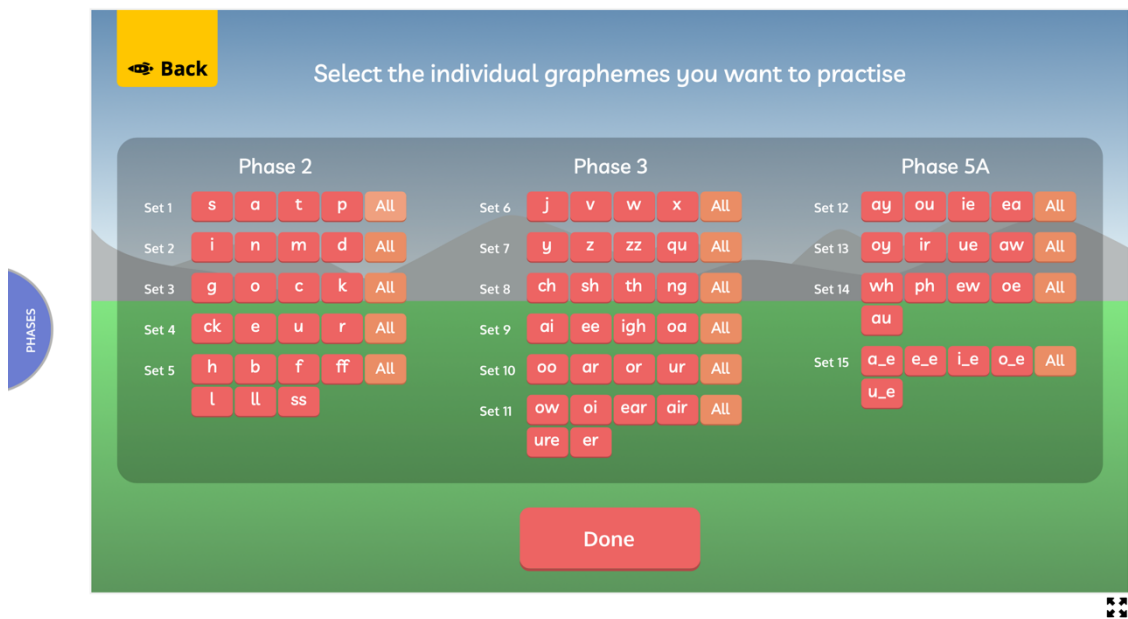 Back
Select the individual graphemes you want to practise
Phase 2
Set 1 s a t p All
Set 2 i n m d All
Set 3 g o c k All
Set 4 ck e u r All
Set 5 h b f ff All
l ll ss
Phase 3
Set 6 j v w x All
Set 7 y z zz qu All
Set 8 ch sh th ng All
Set 9 ai ee igh oa All
Set 10 oo ar or ur All
Set 11 ow oi ear air All
ure er
Phase 5A
Set 12 ay ou ie ea All
Set 13 oy ir ue aw All
Set 14 wh ph ew oe All
au
Set 15 a_e e_e i_e o_e All
u_e
PHASES
Done